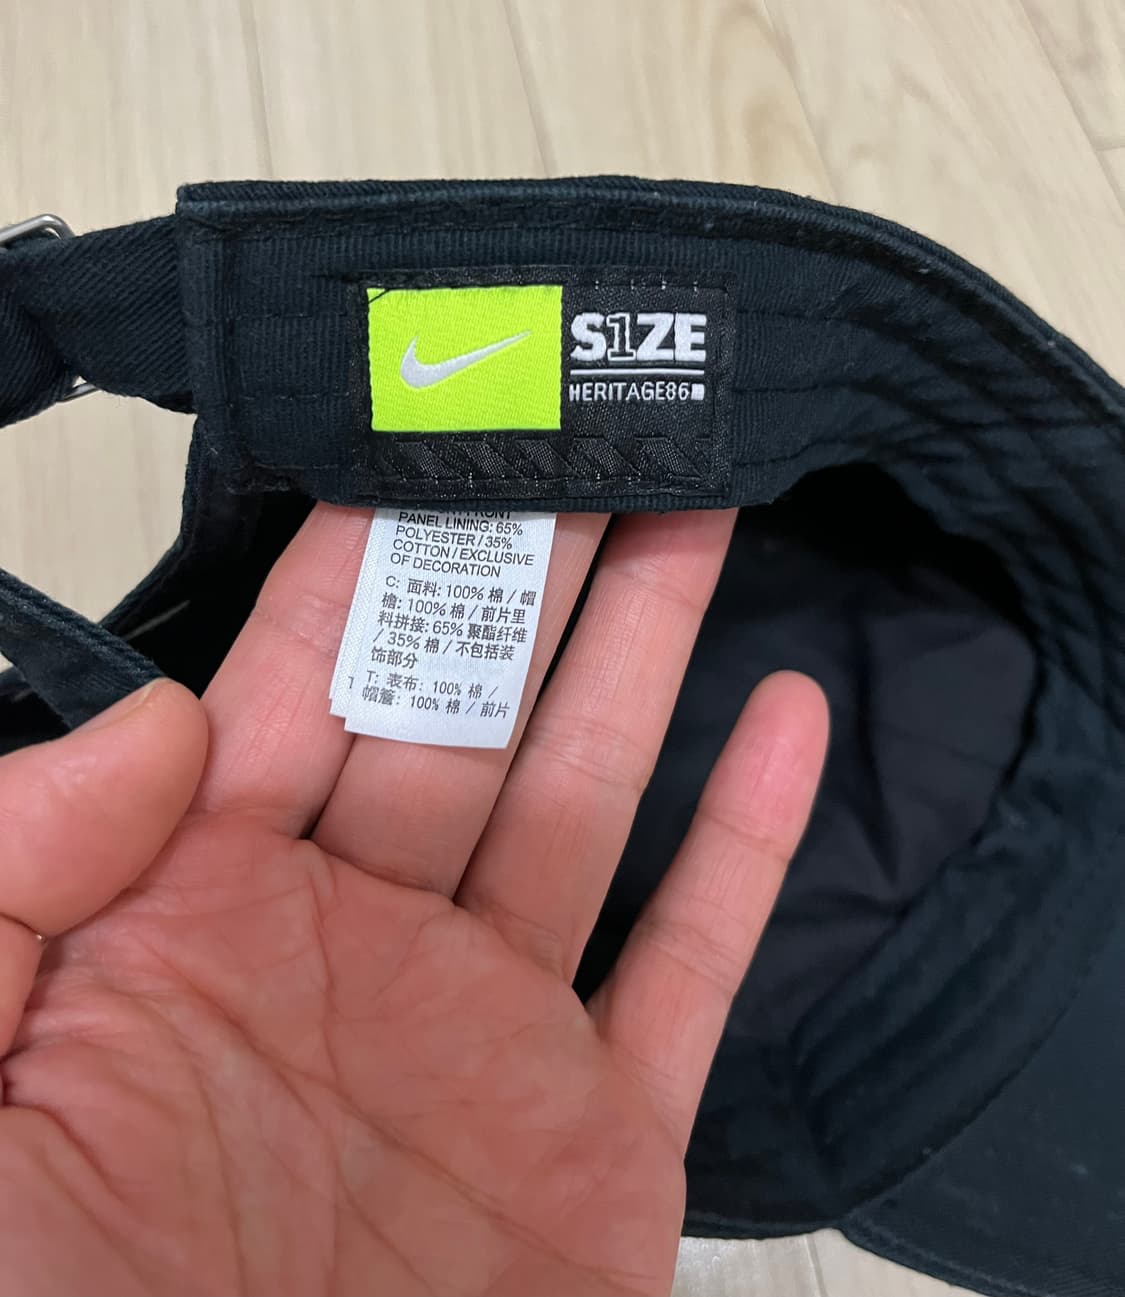 S1ZE
HERITAGE86
FRONT
PANEL LINING: 65%
POLYESTER / 35%
COTTON / EXCLUSIVE
OF DECORATION
C: 面料: 100% 棉 / 帽
檐: 100% 棉 / 前片里
料拼接: 65% 聚酯纤维
/ 35% 棉 / 不包括装
饰部分
T: 表布: 100% 棉 /
帽簷: 100% 棉 / 前片